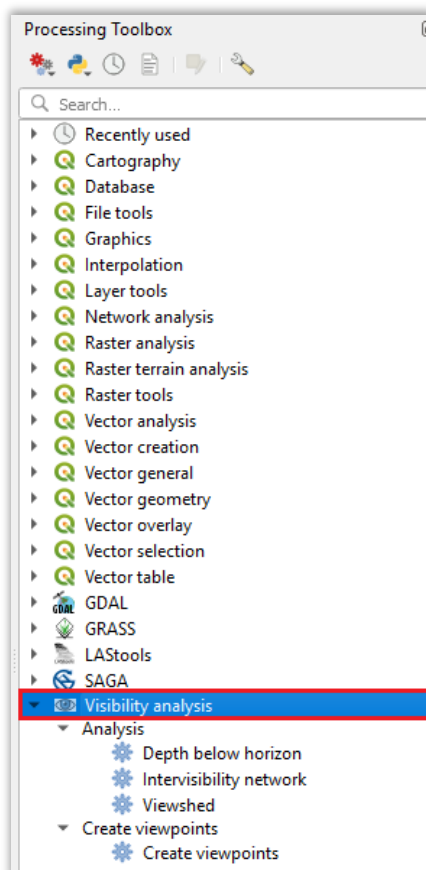 Processing Toolbox
Search...
Recently used
Cartography
Database
File tools
Graphics
Interpolation
Layer tools
Network analysis
Raster analysis
Raster terrain analysis
Raster tools
Vector analysis
Vector creation
Vector general
Vector geometry
Vector overlay
Vector selection
Vector table
GDAL GDAL
GRASS
LAStools
SAGA
Visibility analysis
Analysis
Depth below horizon
Intervisibility network
Viewshed
Create viewpoints
Create viewpoints